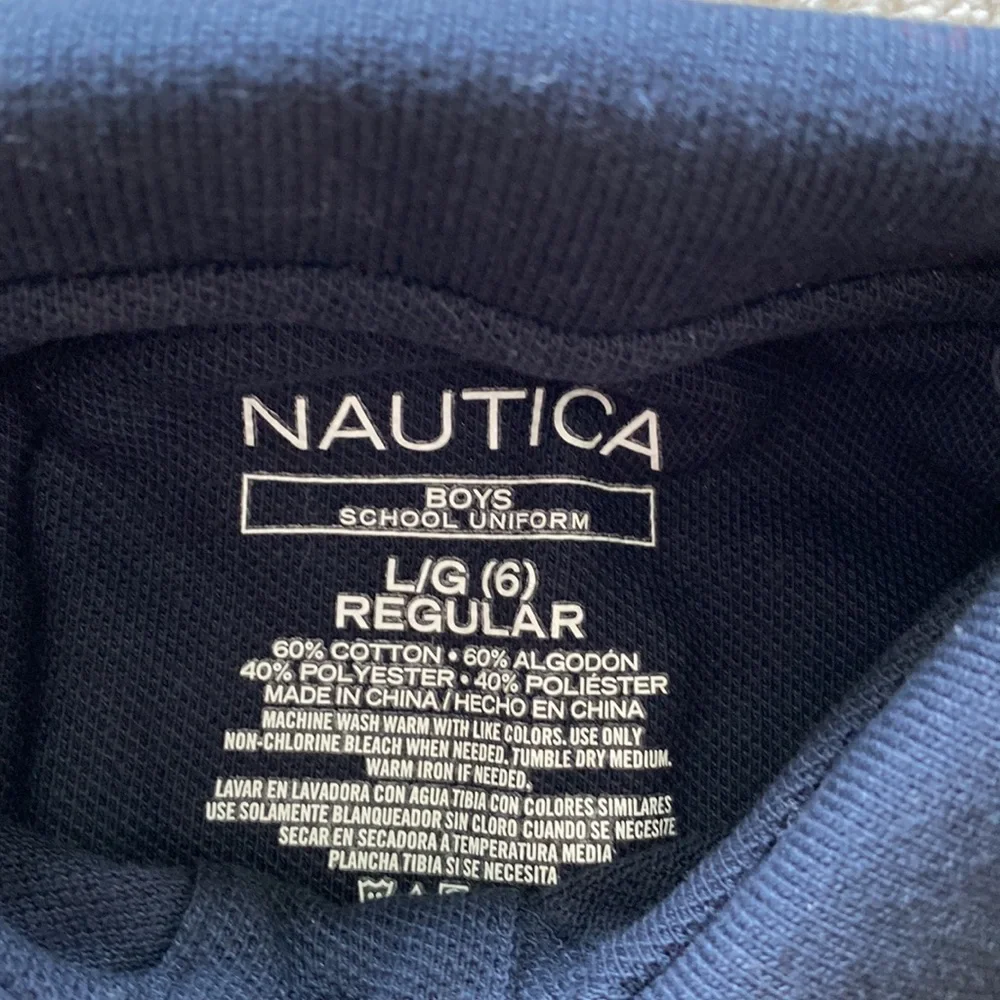 NAUTICA
BOYS
SCHOOL UNIFORM
L/G (6)
REGULAR
60% COTTON • 60% ALGODÓN
40% POLYESTER • 40% POLIÉSTER
MADE IN CHINA / HECHO EN CHINA
MACHINE WASH WARM WITH LIKE COLORS. USE ONLY
NON-CHLORINE BLEACH WHEN NEEDED. TUMBLE DRY MEDIUM.
WARM IRON IF NEEDED.
LAVAR EN LAVADORA CON AGUA TIBIA CON COLORES SIMILARES
USE SOLAMENTE BLANQUEADOR SIN CLORO CUANDO SE NECESITE
SECAR EN SECADORA A TEMPERATURA MEDIA
PLANCHA TIBIA SI SE NECESITA